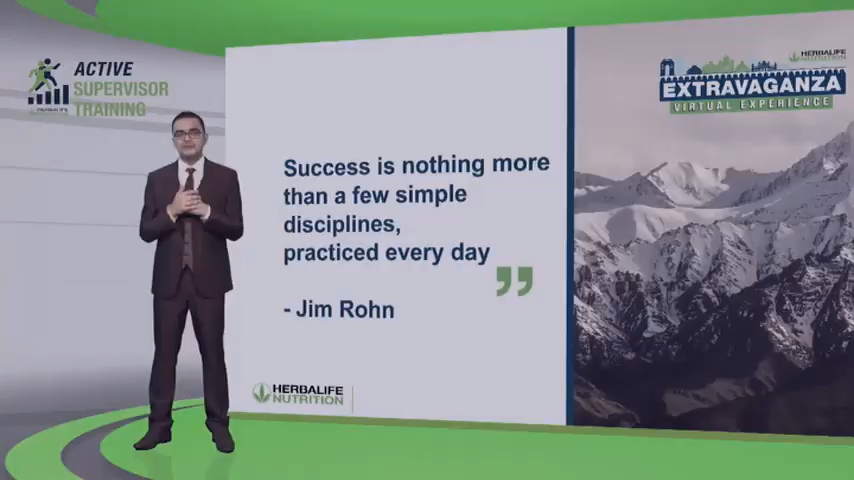 ACTIVE
SUPERVISOR
TRAINING
Success is nothing more
than a few simple
disciplines,
practiced every day
”
- Jim Rohn
HERBALIFE
NUTRITION
HERBALIFE
NUTRITION
EXTRAVAGANZA
VIRTUAL EXPERIENCE